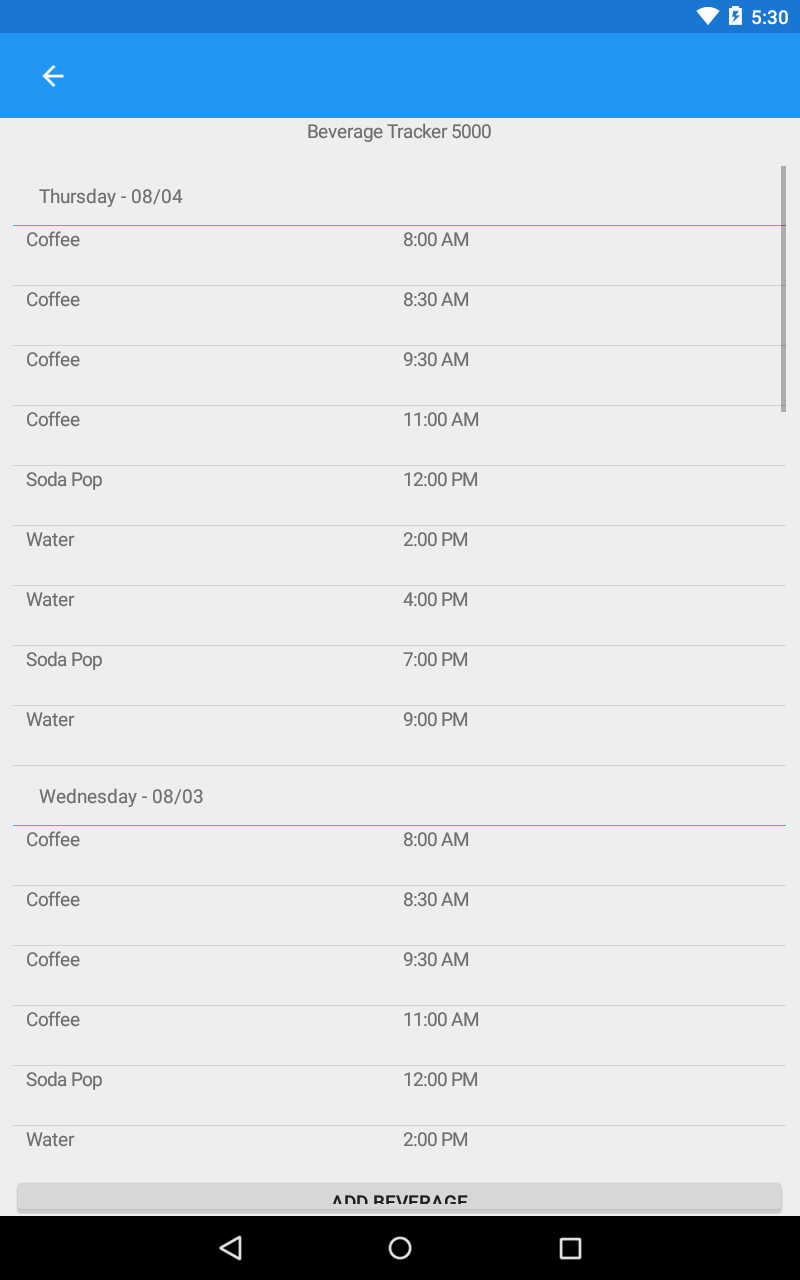 5:30
Beverage Tracker 5000
Thursday - 08/04
Coffee 8:00 AM
Coffee 8:30 AM
Coffee 9:30 AM
Coffee 11:00 AM
Soda Pop 12:00 PM
Water 2:00 PM
Water 4:00 PM
Soda Pop 7:00 PM
Water 9:00 PM
Wednesday - 08/03
Coffee 8:00 AM
Coffee 8:30 AM
Coffee 9:30 AM
Coffee 11:00 AM
Soda Pop 12:00 PM
Water 2:00 PM
ADD BEVERAGE